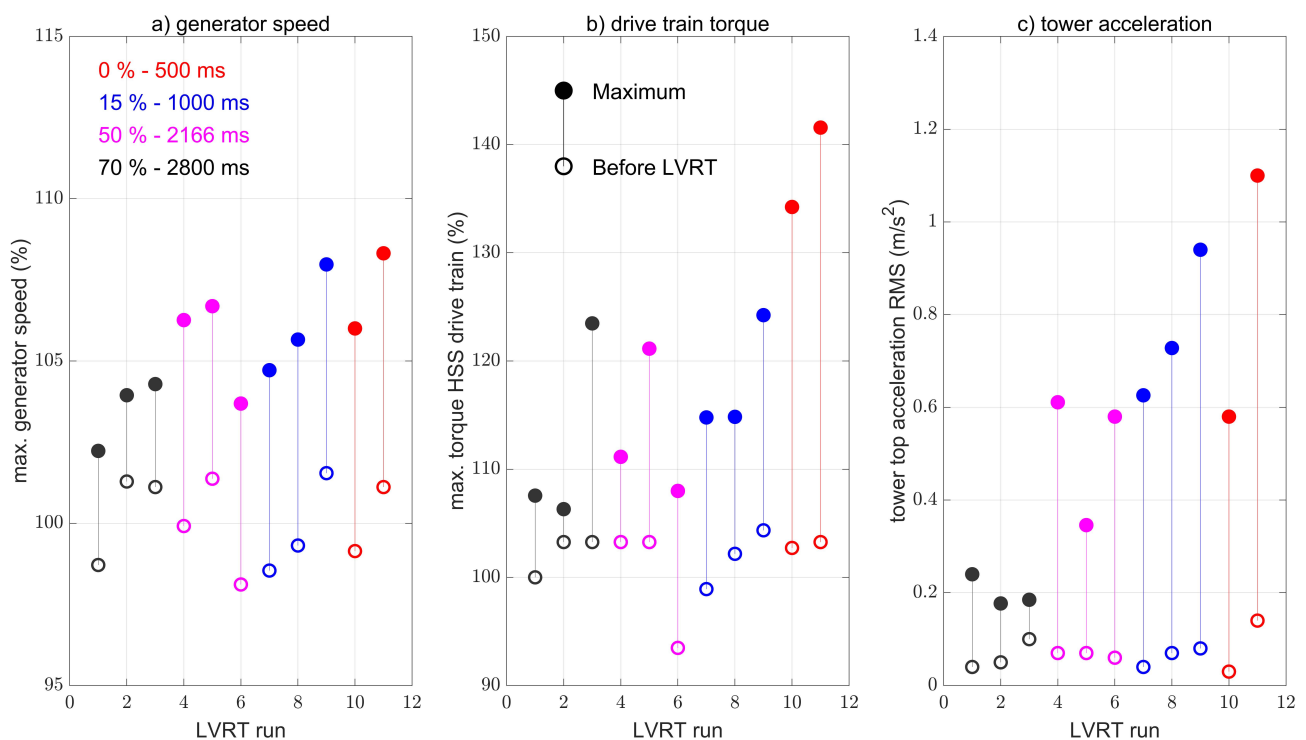 a) generator speed
115
110
105
100
95
max. generator speed (%)
0 % - 500 ms
15 % - 1000 ms
50 % - 2166 ms
70 % - 2800 ms
0 2 4 6 8 10 12
LVRT run
b) drive train torque
150
140
130
120
110
100
90
max. torque HSS drive train (%)
Maximum
Before LVRT
0 2 4 6 8 10 12
LVRT run
c) tower acceleration
1.4
1.2
1
0.8
0.6
0.4
0.2
0
tower top acceleration RMS (m/s²)
0 2 4 6 8 10 12
LVRT run